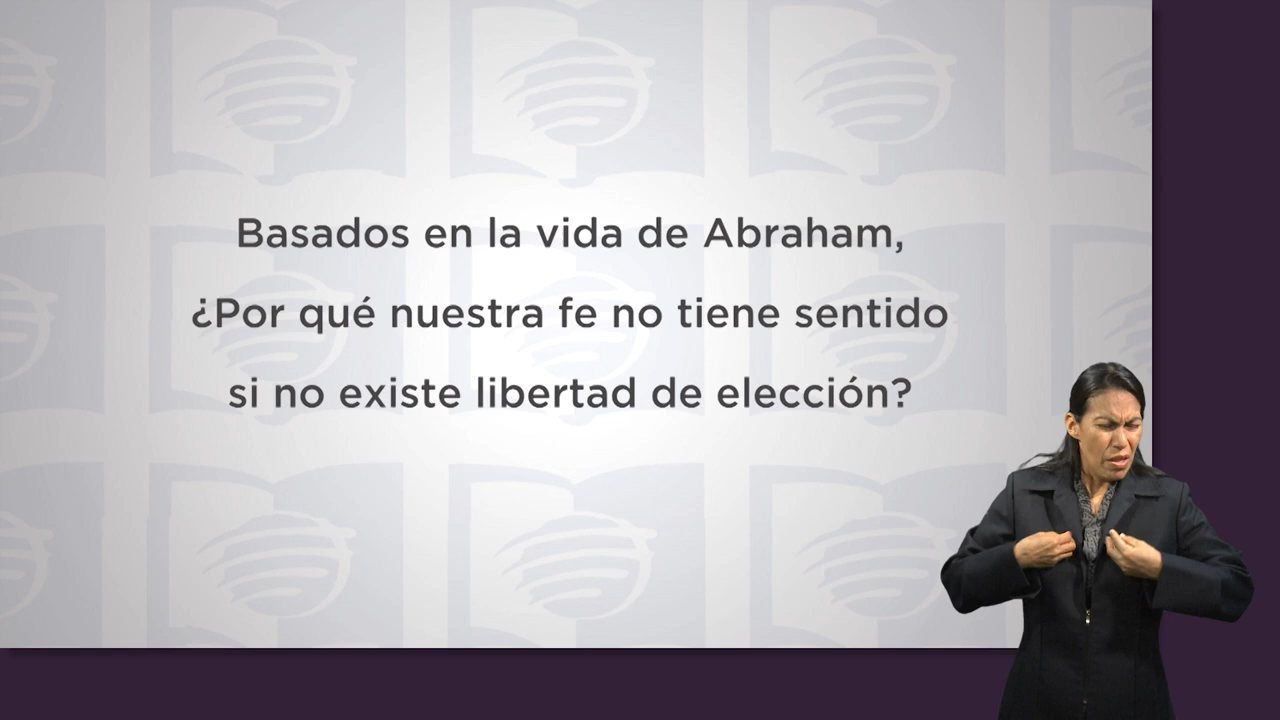 Basados en la vida de Abraham,
¿Por qué nuestra fe no tiene sentido
si no existe libertad de elección?